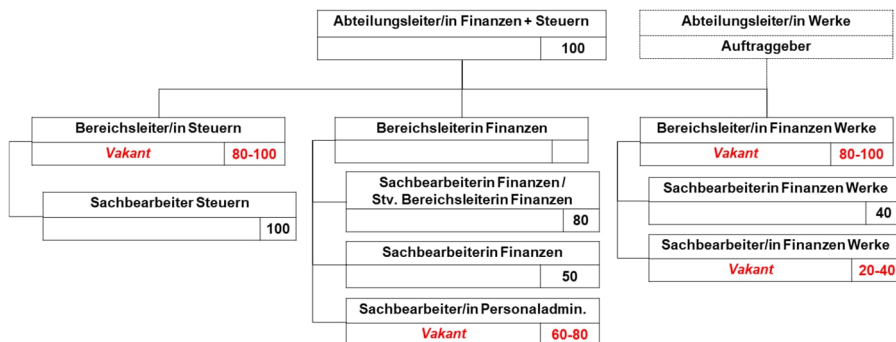 Abteilungsleiter/in Finanzen + Steuern
100
Abteilungsleiter/in Werke
Auftraggeber
Bereichsleiter/in Steuern
Vakant 80-100
Sachbearbeiter Steuern
100
Bereichsleiterin Finanzen
Sachbearbeiterin Finanzen /
Stv. Bereichsleiterin Finanzen
80
Sachbearbeiterin Finanzen
50
Sachbearbeiter/in Personaladmin.
Vakant 60-80
Bereichsleiter/in Finanzen Werke
Vakant 80-100
Sachbearbeiterin Finanzen Werke
40
Sachbearbeiter/in Finanzen Werke
Vakant 20-40